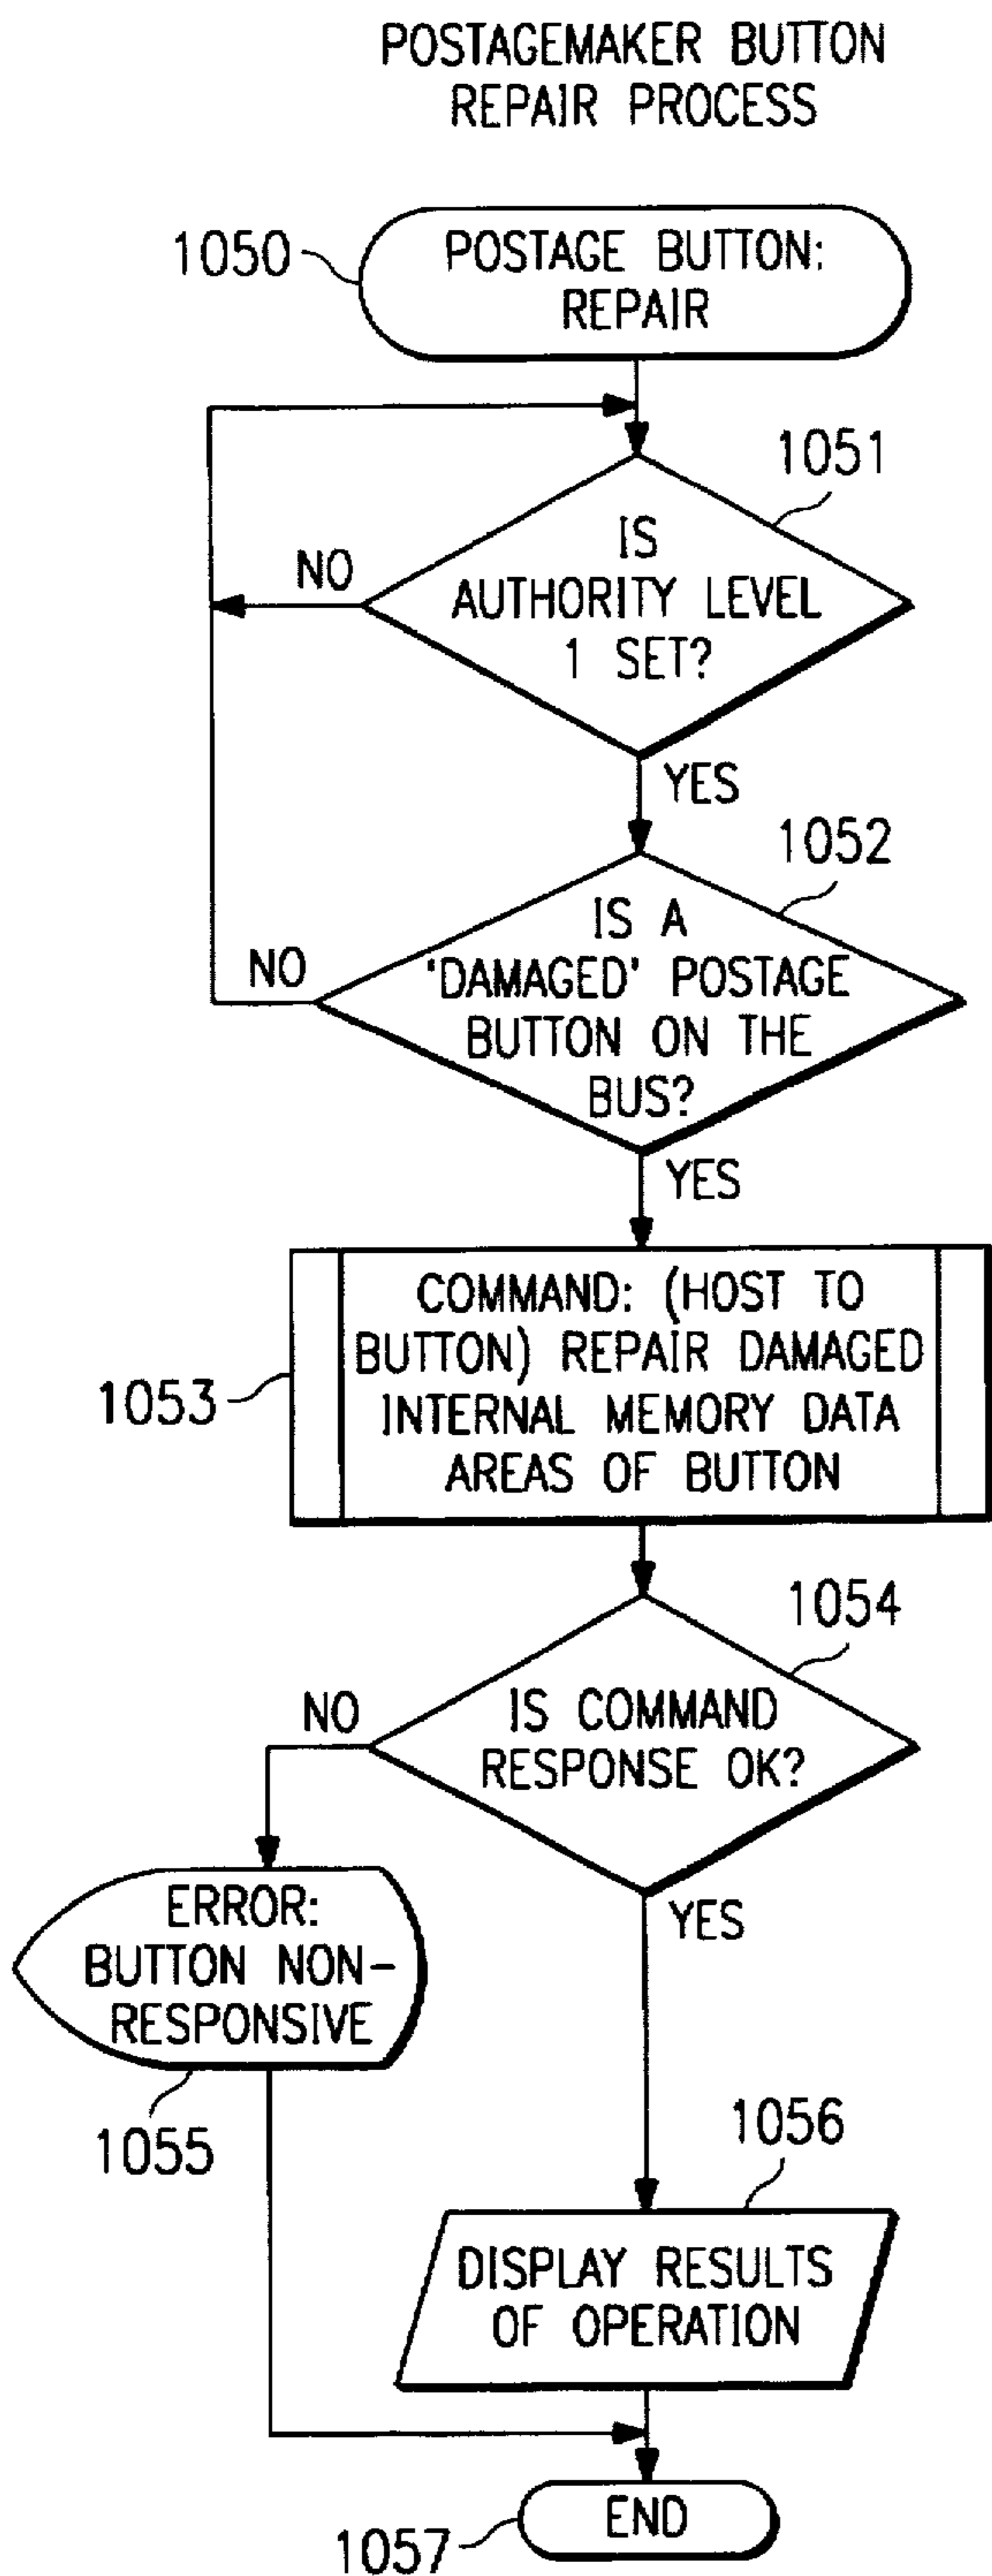 POSTAGEMAKER BUTTON
REPAIR PROCESS
1050
POSTAGE BUTTON:
REPAIR
1051
IS
AUTHORITY LEVEL
1 SET?
NO
YES
1052
IS A
'DAMAGED' POSTAGE
BUTTON ON THE
BUS?
NO
YES
1053
COMMAND: (HOST TO
BUTTON) REPAIR DAMAGED
INTERNAL MEMORY DATA
AREAS OF BUTTON
1054
IS COMMAND
RESPONSE OK?
NO
YES
ERROR:
BUTTON NON-
RESPONSIVE
1055
1056
DISPLAY RESULTS
OF OPERATION
END
1057